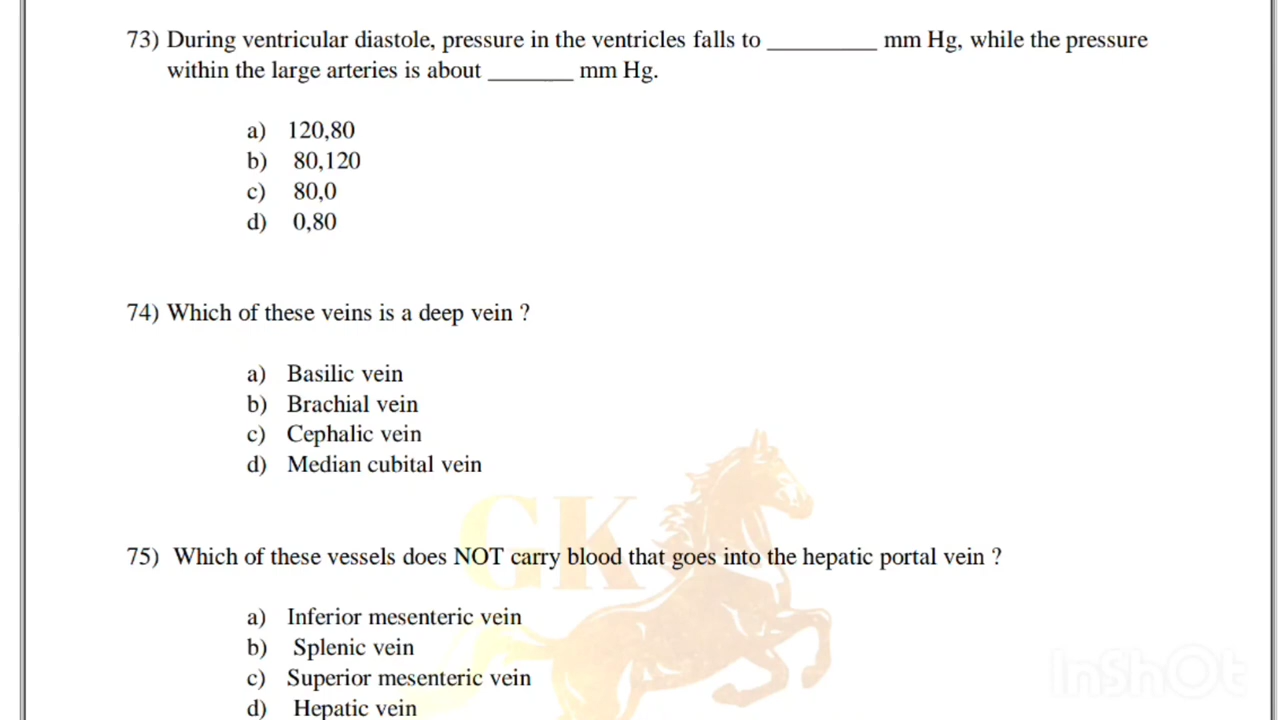 73) During ventricular diastole, pressure in the ventricles falls to _________ mm Hg, while the pressure
within the large arteries is about _______ mm Hg.
a) 120,80
b) 80,120
c) 80,0
d) 0,80
74) Which of these veins is a deep vein ?
a) Basilic vein
b) Brachial vein
c) Cephalic vein
d) Median cubital vein
GK
75) Which of these vessels does NOT carry blood that goes into the hepatic portal vein ?
a) Inferior mesenteric vein
b) Splenic vein
c) Superior mesenteric vein
d) Hepatic vein
InShOt